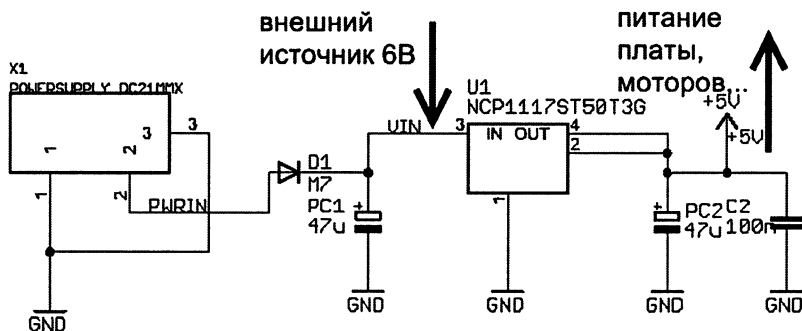 внешний
источник 6В
питание
платы,
моторов...
X1
POWERSUPPLY_DC21MMX
1
2
3
3
1
2
PWRIN
GND
D1
M7
VIN
+
PC1
47u
GND
U1
NCP1117ST50T3G
3
IN OUT
4
2
1
GND
+5V
+5V
+
PC2
47u
GND
C2
100n
GND